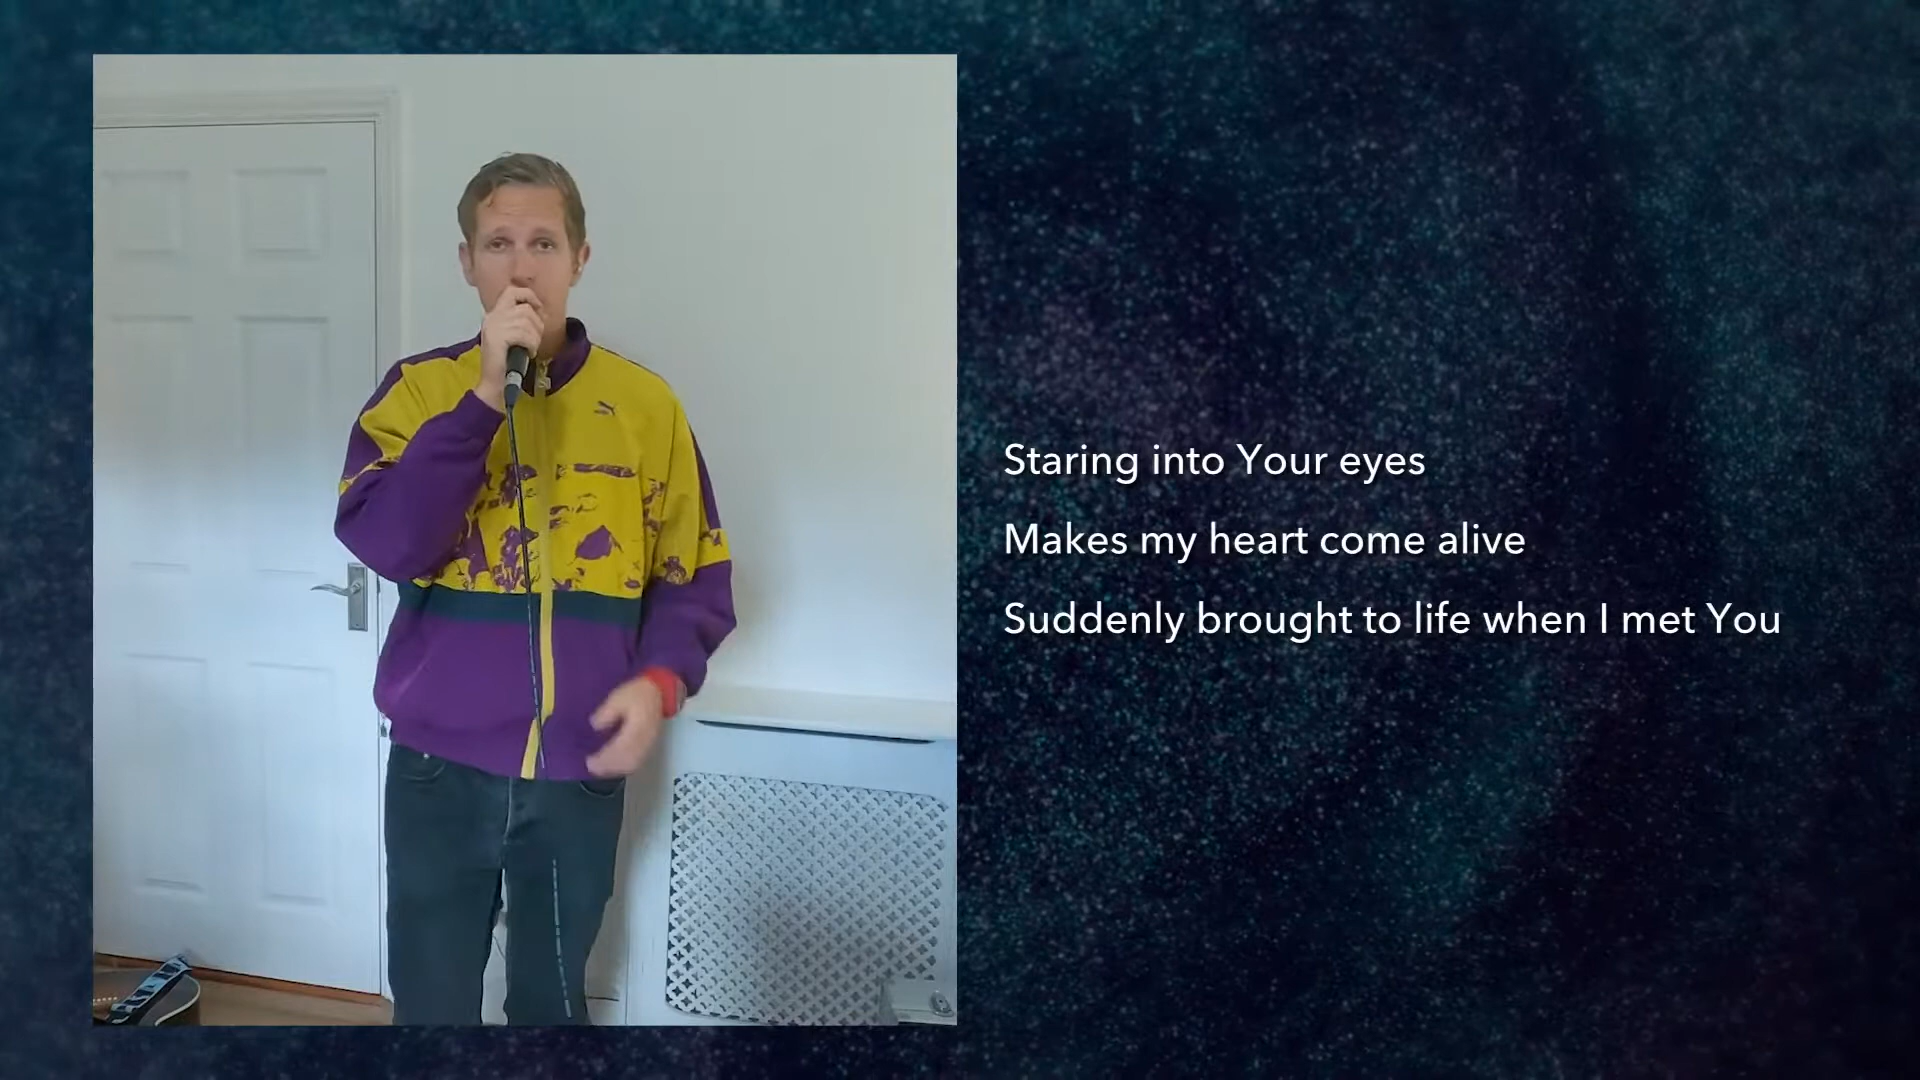 Staring into Your eyes
Makes my heart come alive
Suddenly brought to life when I met You